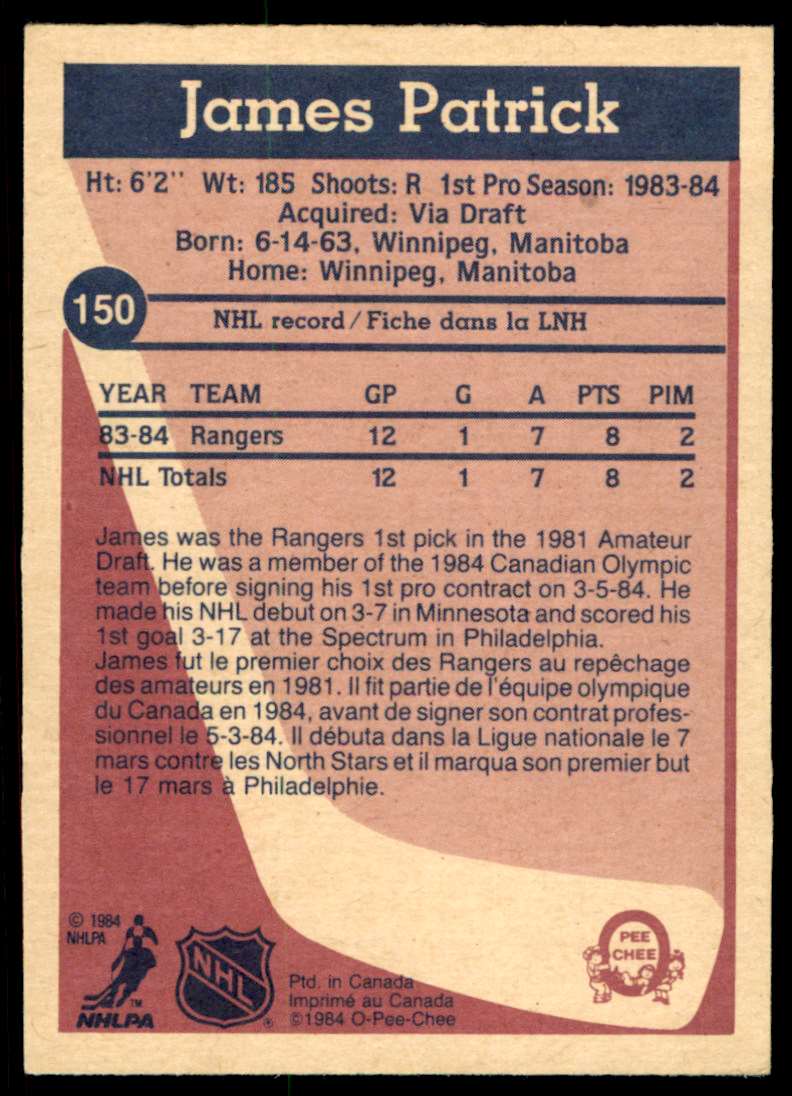 James Patrick
Ht: 6'2" Wt: 185 Shoots: R 1st Pro Season: 1983-84
Acquired: Via Draft
Born: 6-14-63, Winnipeg, Manitoba
Home: Winnipeg, Manitoba
150
NHL record/Fiche dans la LNH
YEAR TEAM GP G A PTS PIM
83-84 Rangers 12 1 7 8 2
NHL Totals 12 1 7 8 2
James was the Rangers 1st pick in the 1981 Amateur
Draft. He was a member of the 1984 Canadian Olympic
team before signing his 1st pro contract on 3-5-84. He
made his NHL debut on 3-7 in Minnesota and scored his
1st goal 3-17 at the Spectrum in Philadelphia.
James fut le premier choix des Rangers au repêchage
des amateurs en 1981. Il fit partie de l'équipe olympique
du Canada en 1984, avant de signer son contrat profes-
sionnel le 5-3-84. Il débuta dans la Ligue nationale le 7
mars contre les North Stars et il marqua son premier but
le 17 mars à Philadelphie.
© 1984
NHLPA
TM
NHLPA
NHL
®
Ptd. in Canada
Imprimé au Canada
©1984 O-Pee-Chee
PEE
CHEE